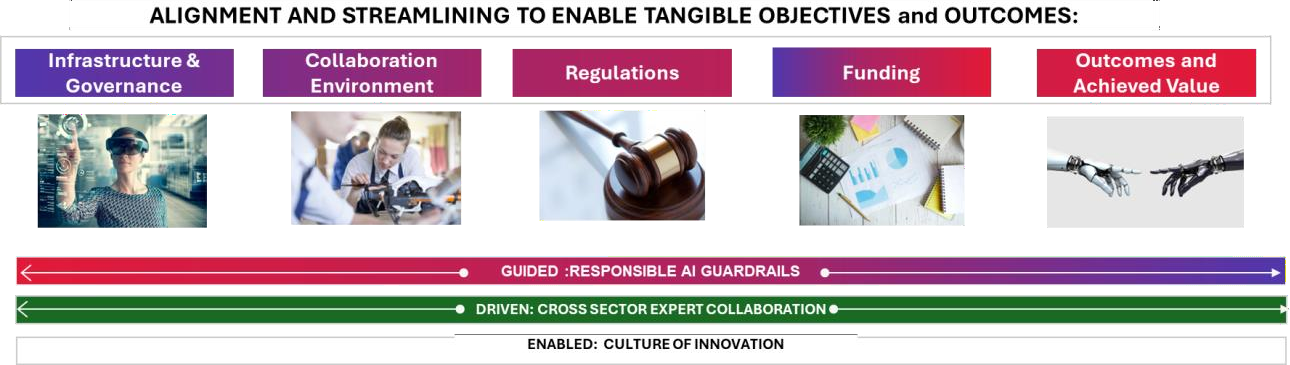 ALIGNMENT AND STREAMLINING TO ENABLE TANGIBLE OBJECTIVES and OUTCOMES:
Infrastructure &
Governance
Collaboration
Environment
Regulations
Funding
Outcomes and
Achieved Value
GUIDED :RESPONSIBLE AI GUARDRAILS
DRIVEN: CROSS SECTOR EXPERT COLLABORATION
ENABLED: CULTURE OF INNOVATION